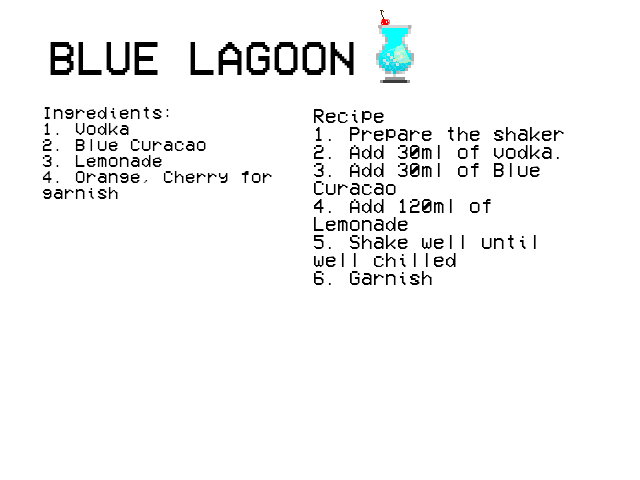 BLUE LAGOON
Ingredients:
1. Vodka
2. Blue Curacao
3. Lemonade
4. Orange, Cherry for
garnish
Recipe
1. Prepare the shaker
2. Add 30ml of vodka.
3. Add 30ml of Blue
Curacao
4. Add 120ml of
Lemonade
5. Shake well until
well chilled
6. Garnish